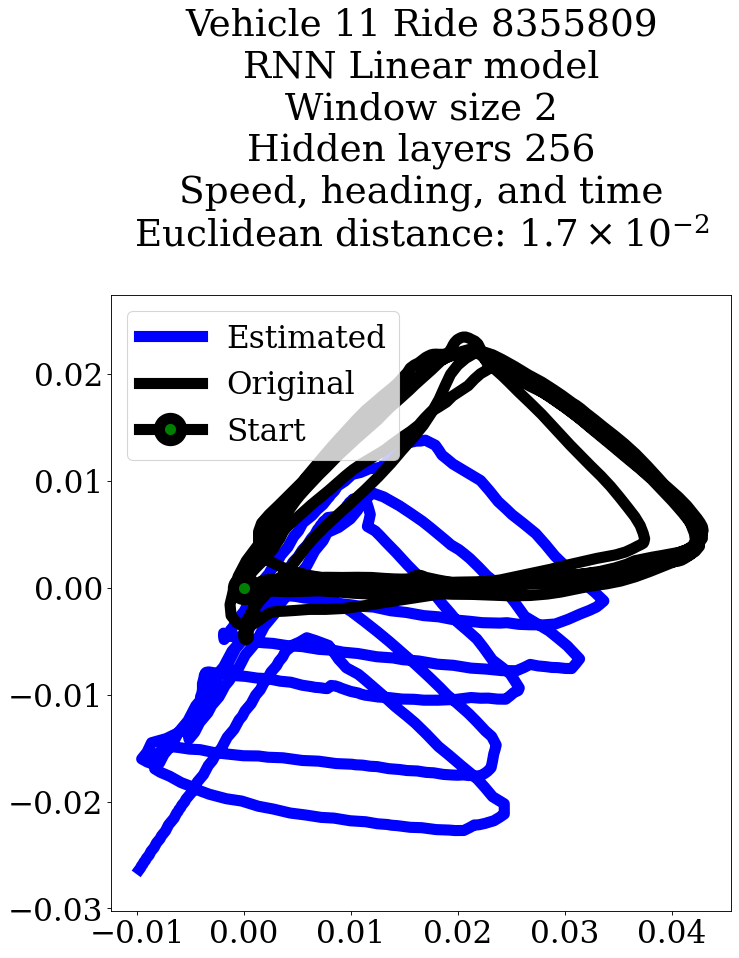 Vehicle 11 Ride 8355809
RNN Linear model
Window size 2
Hidden layers 256
Speed, heading, and time
Euclidean distance: 1.7 × 10⁻²
Estimated
Original
Start
0.02
0.01
0.00
−0.01
−0.02
−0.03
−0.01 0.00 0.01 0.02 0.03 0.04